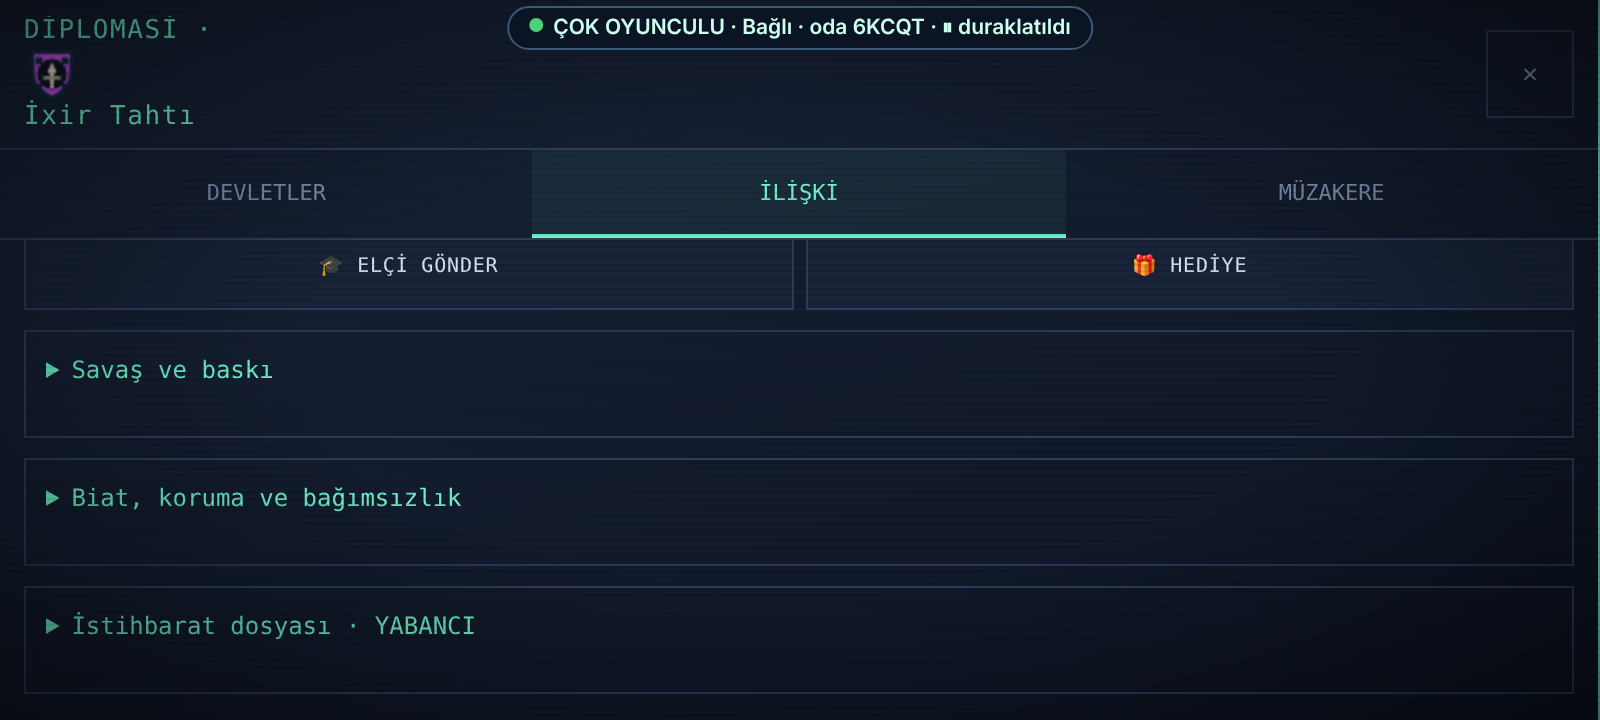 DİPLOMASİ ·
ÇOK OYUNCULU · Bağlı · oda 6KCQT · ⏸ duraklatıldı
×
İxir Tahtı
DEVLETLER
İLİŞKİ
MÜZAKERE
🎓 ELÇİ GÖNDER
🎁 HEDİYE
▶ Savaş ve baskı
▶ Biat, koruma ve bağımsızlık
▶ İstihbarat dosyası · YABANCI